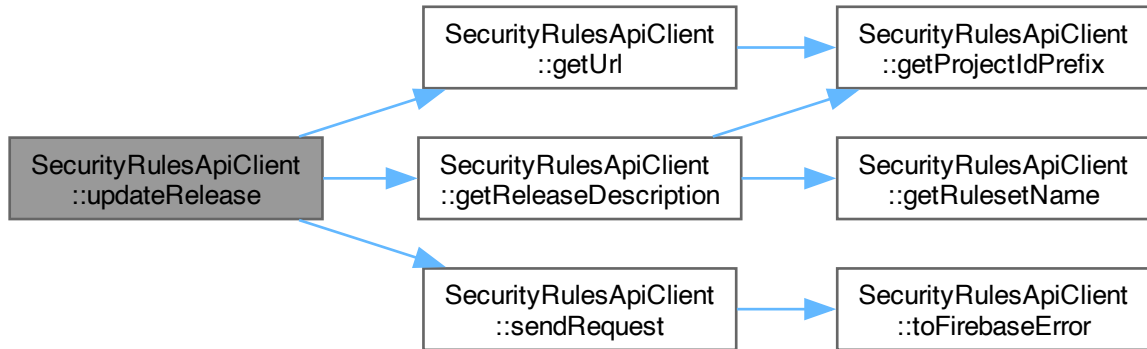 SecurityRulesApiClient
::updateRelease
SecurityRulesApiClient
::getUrl
SecurityRulesApiClient
::getReleaseDescription
SecurityRulesApiClient
::sendRequest
SecurityRulesApiClient
::getProjectIdPrefix
SecurityRulesApiClient
::getRulesetName
SecurityRulesApiClient
::toFirebaseError